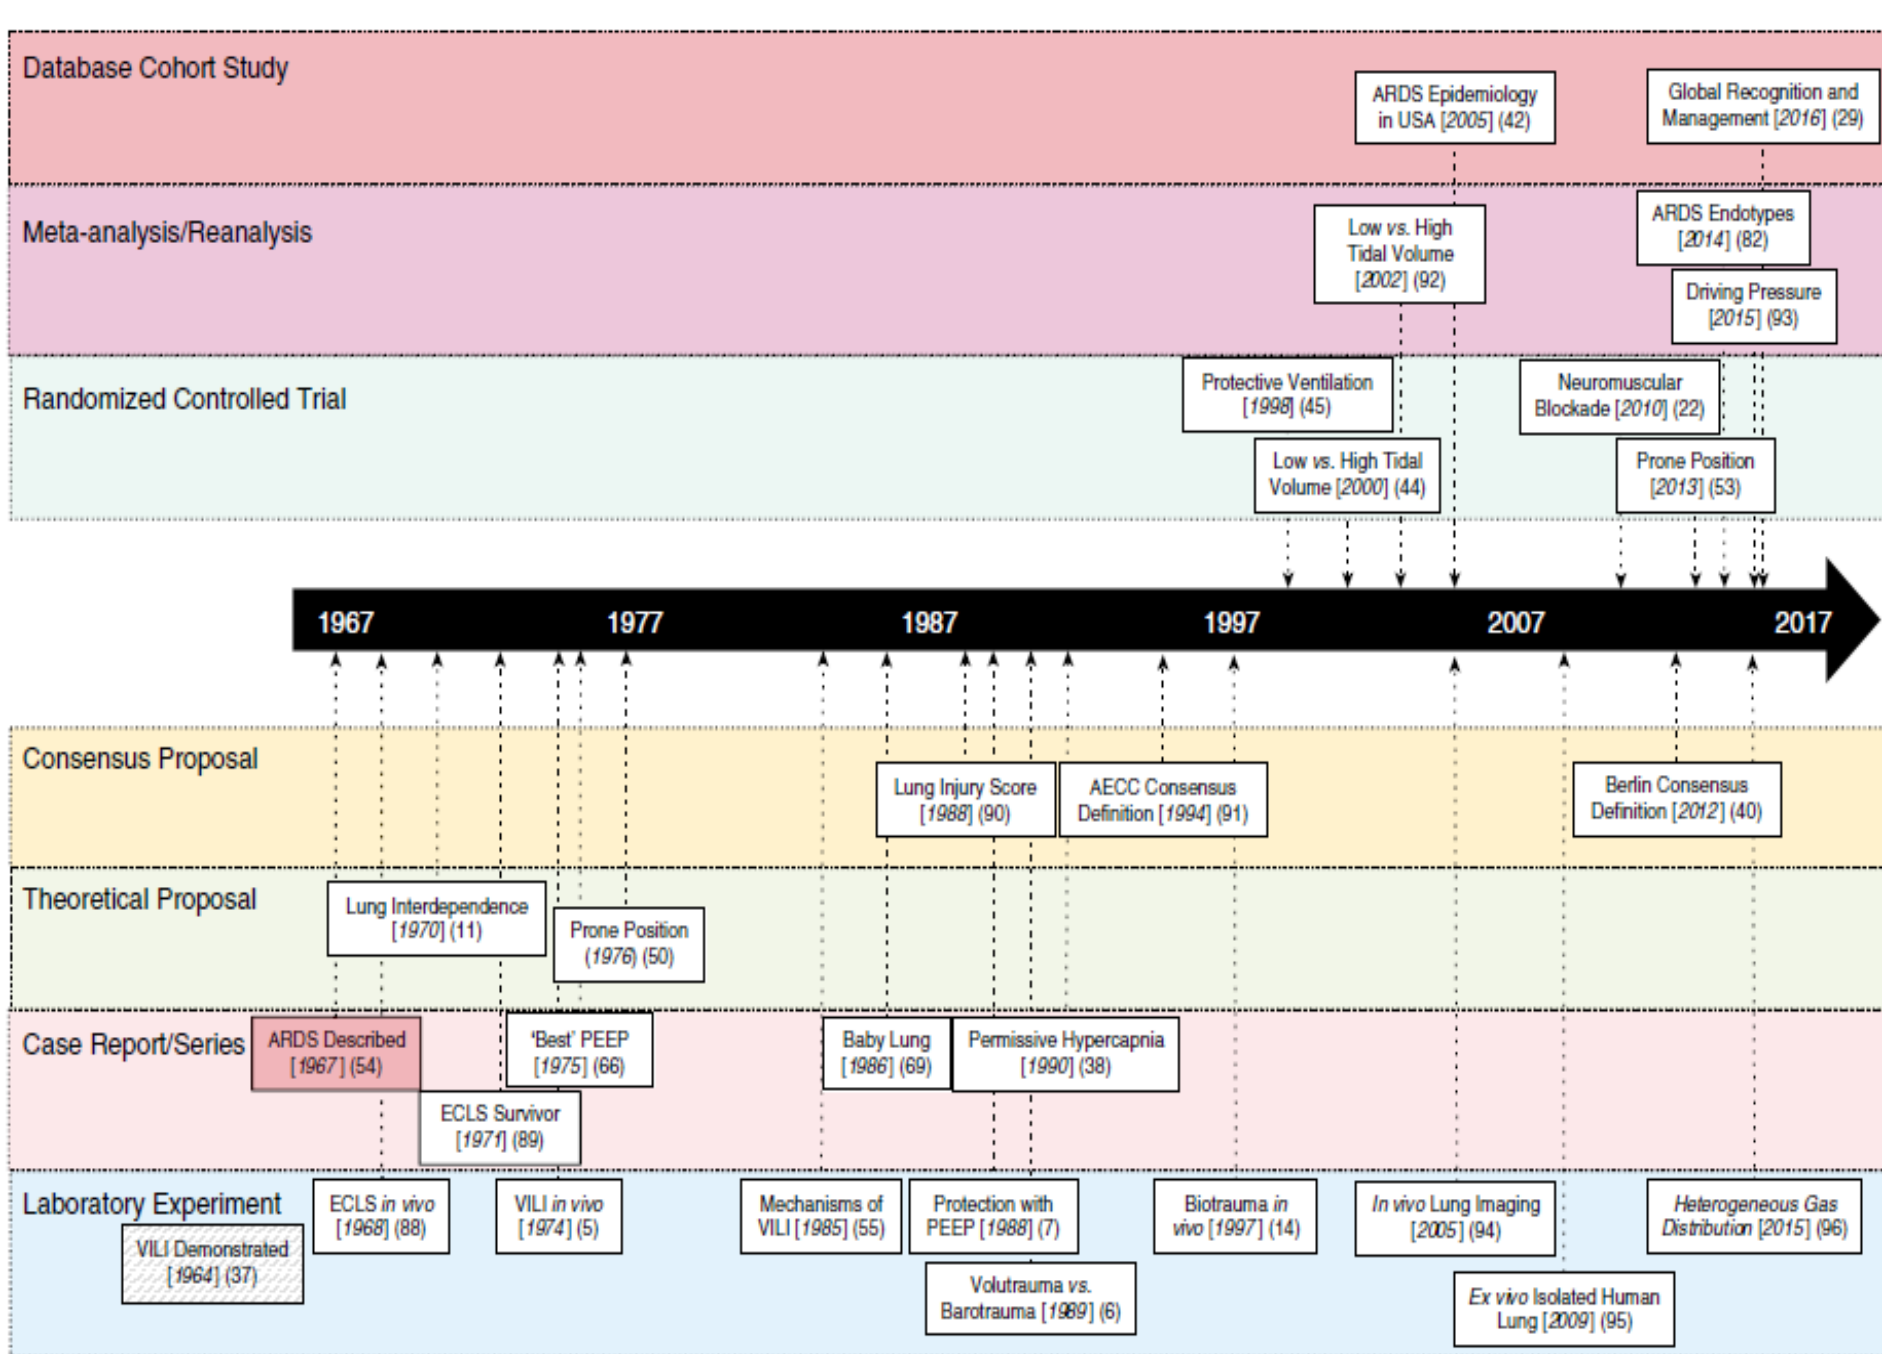 Database Cohort Study
ARDS Epidemiology
in USA [2005] (42)
Global Recognition and
Management [2016] (29)
Meta-analysis/Reanalysis
Low vs. High
Tidal Volume
[2002] (92)
ARDS Endotypes
[2014] (82)
Driving Pressure
[2015] (93)
Randomized Controlled Trial
Protective Ventilation
[1998] (45)
Neuromuscular
Blockade [2010] (22)
Low vs. High Tidal
Volume [2000] (44)
Prone Position
[2013] (53)
1967 1977 1987 1997 2007 2017
Consensus Proposal
Lung Injury Score
[1988] (90)
AECC Consensus
Definition [1994] (91)
Berlin Consensus
Definition [2012] (40)
Theoretical Proposal
Lung Interdependence
[1970] (11)
Prone Position
(1976) (50)
Case Report/Series
ARDS Described
[1967] (54)
'Best' PEEP
[1975] (66)
Baby Lung
[1986] (69)
Permissive Hypercapnia
[1990] (38)
ECLS Survivor
[1971] (89)
Laboratory Experiment
VILI Demonstrated
[1964] (37)
ECLS in vivo
[1968] (88)
VILI in vivo
[1974] (5)
Mechanisms of
VILI [1985] (55)
Protection with
PEEP [1988] (7)
Biotrauma in
vivo [1997] (14)
In vivo Lung Imaging
[2005] (94)
Heterogeneous Gas
Distribution [2015] (96)
Volutrauma vs.
Barotrauma [1989] (6)
Ex vivo Isolated Human
Lung [2009] (95)